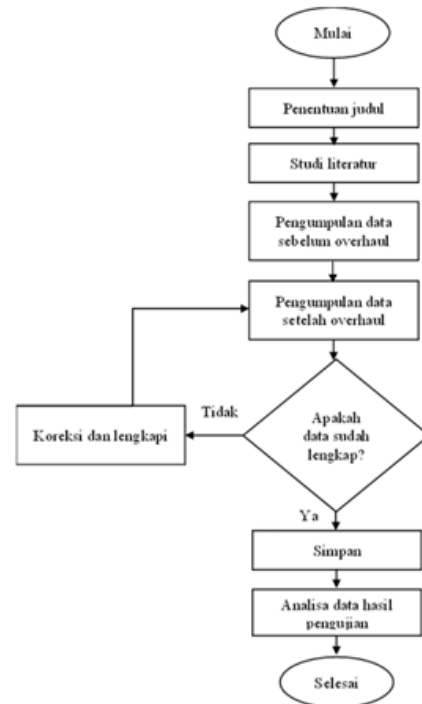 Mulai
Penentuan judul
Studi literatur
Pengumpulan data
sebelum overhaul
Pengumpulan data
setelah overhaul
Tidak
Apakah
data sudah
lengkap?
Koreksi dan lengkapi
Ya
Simpan
Analisa data hasil
pengujian
Selesai